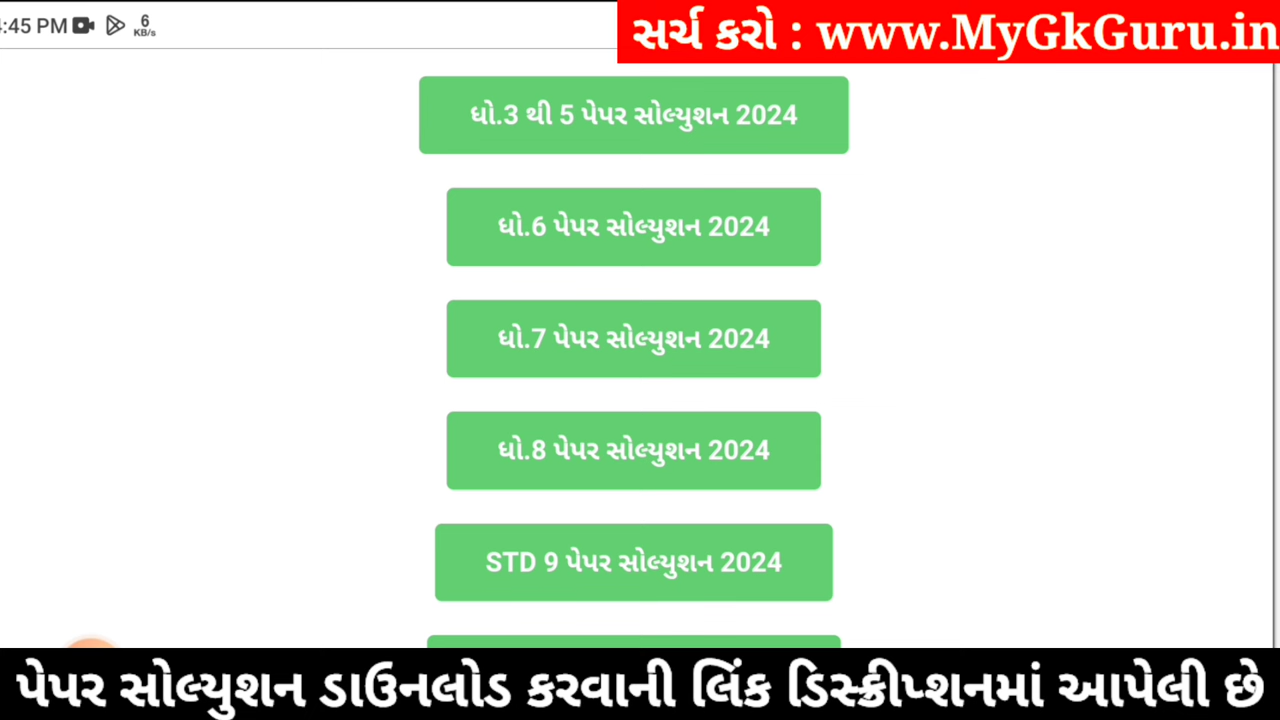 :45 PM 6 KB/s
સર્ચ કરો : www.MyGkGuru.in
ધો.3 થી 5 પેપર સોલ્યુશન 2024
ધો.6 પેપર સોલ્યુશન 2024
ધો.7 પેપર સોલ્યુશન 2024
ધો.8 પેપર સોલ્યુશન 2024
STD 9 પેપર સોલ્યુશન 2024
પેપર સોલ્યુશન ડાઉનલોડ કરવાની લિંક ડિસ્ક્રીપ્શનમાં આપેલી છે